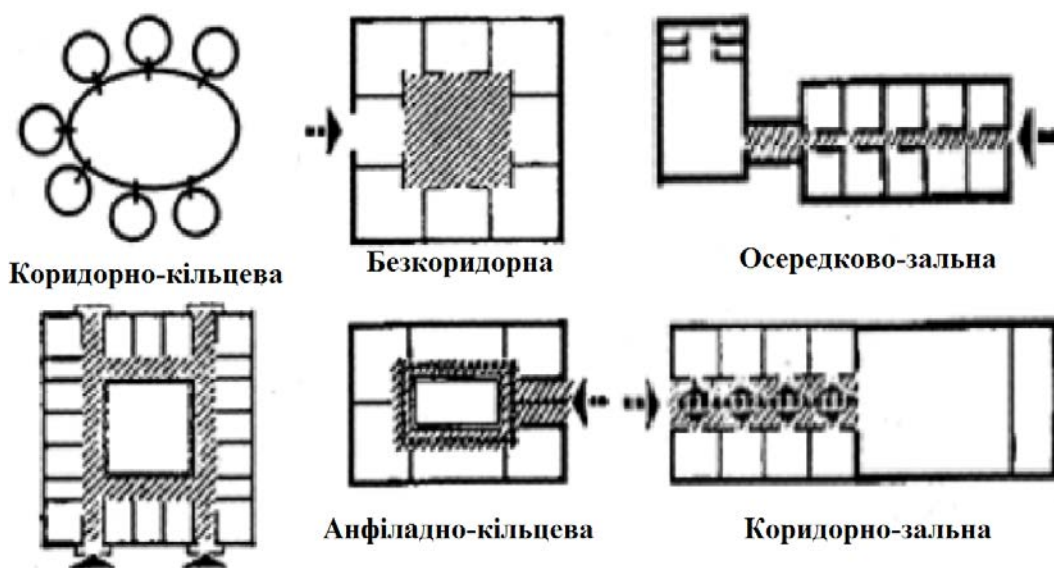 Коридорно-кільцева
Безкоридорна
Осередково-зальна
Анфіладно-кільцева
Коридорно-зальна